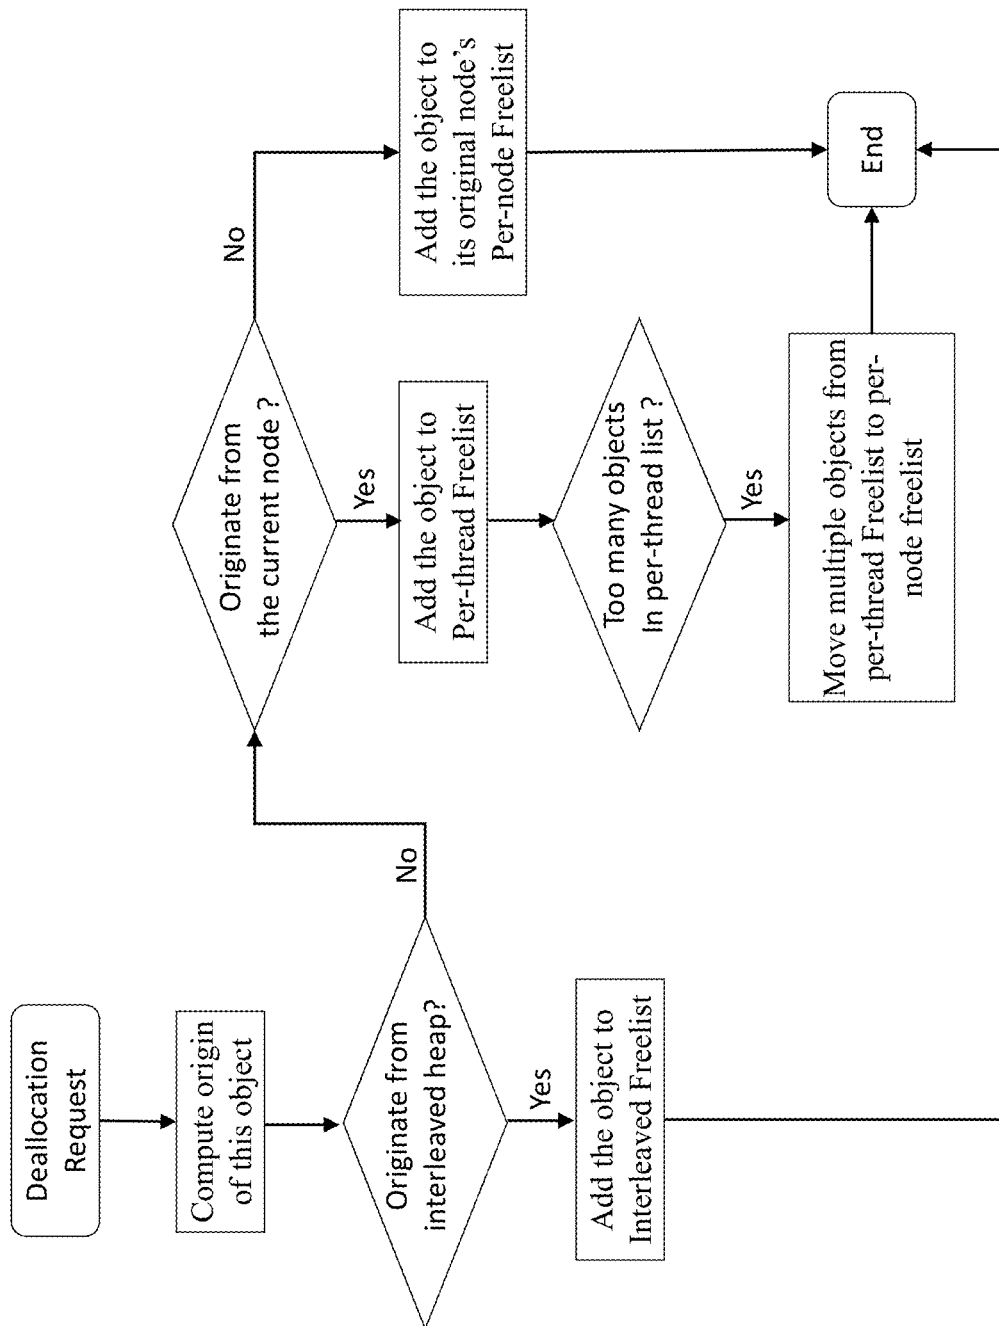 Deallocation
Request
Compute origin
of this object
Originate from
interleaved heap?
Yes
Add the object to
Interleaved Freelist
No
Originate from
the current node ?
Yes
Add the object to
Per-thread Freelist
Too many objects
In per-thread list ?
Yes
Move multiple objects from
per-thread Freelist to per-
node freelist
No
Add the object to
its original node's
Per-node Freelist
End